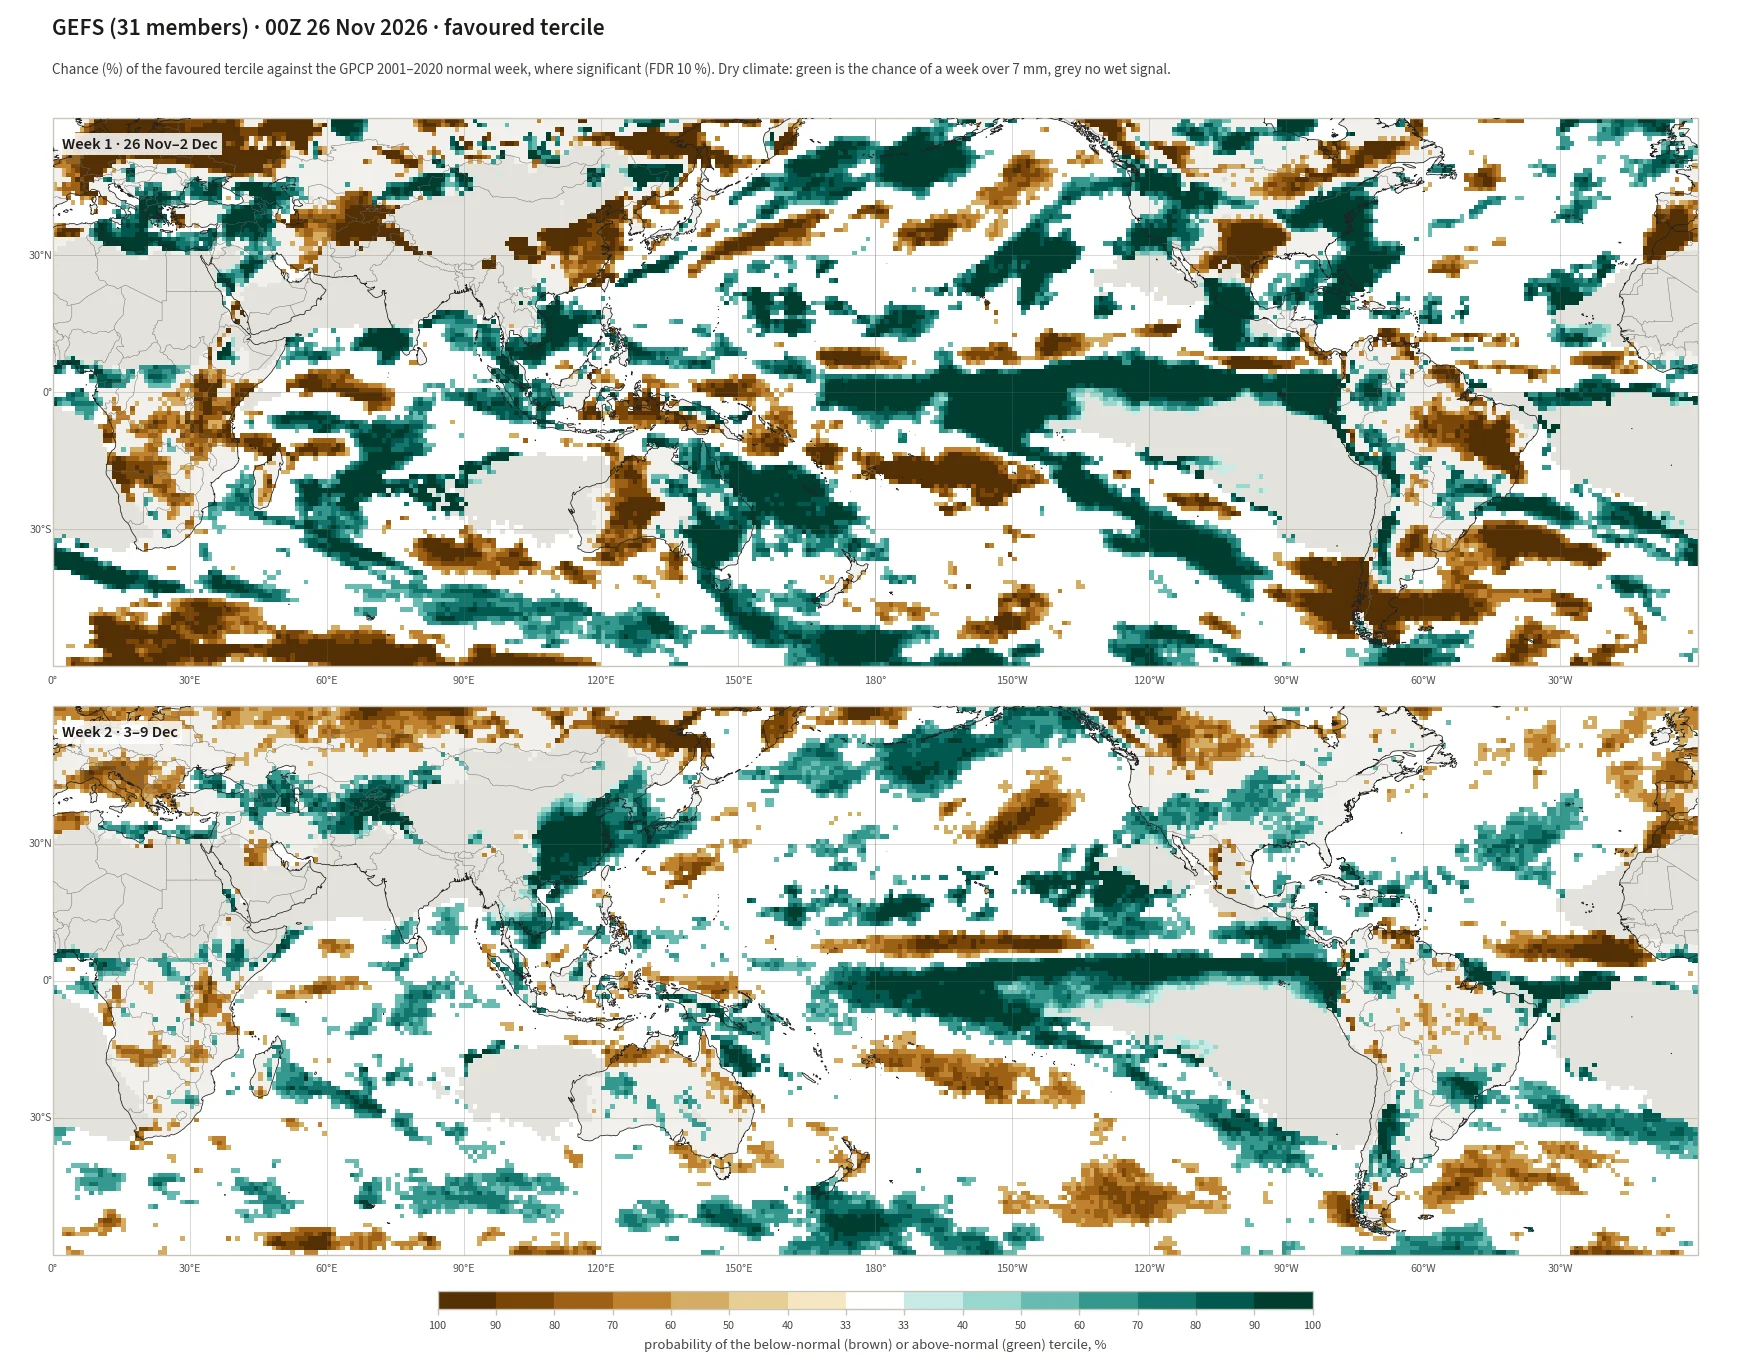 GEFS (31 members) · 00Z 26 Nov 2026 · favoured tercile
Chance (%) of the favoured tercile against the GPCP 2001–2020 normal week, where significant (FDR 10 %). Dry climate: green is the chance of a week over 7 mm, grey no wet signal.
Week 1 · 26 Nov–2 Dec
30°N
0°
30°S
0° 30°E 60°E 90°E 120°E 150°E 180° 150°W 120°W 90°W 60°W 30°W
Week 2 · 3–9 Dec
30°N
0°
30°S
0° 30°E 60°E 90°E 120°E 150°E 180° 150°W 120°W 90°W 60°W 30°W
100 90 80 70 60 50 40 33 33 40 50 60 70 80 90 100
probability of the below-normal (brown) or above-normal (green) tercile, %